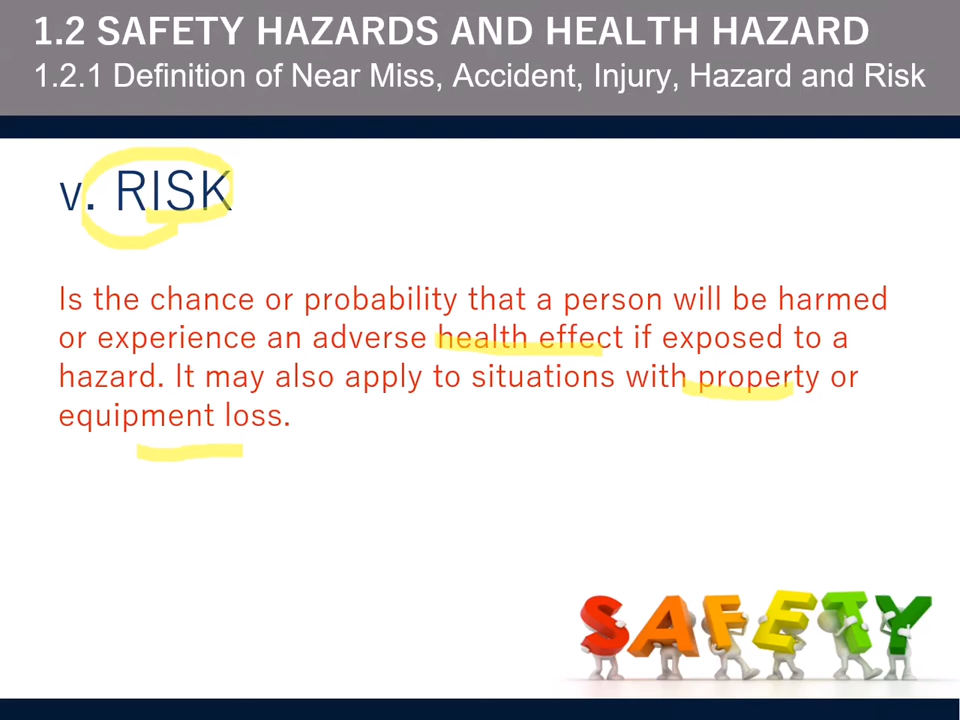 1.2 SAFETY HAZARDS AND HEALTH HAZARD
1.2.1 Definition of Near Miss, Accident, Injury, Hazard and Risk
v. RISK
Is the chance or probability that a person will be harmed
or experience an adverse health effect if exposed to a
hazard. It may also apply to situations with property or
equipment loss.
SAFETY